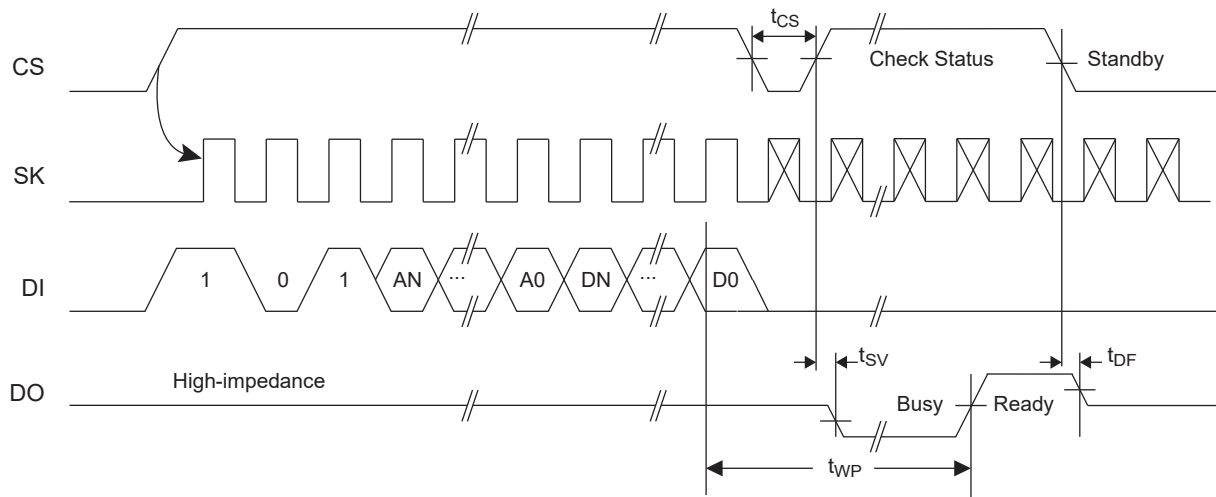 tCS
CS
Check Status
Standby
SK
DI
1 0 1 AN ... A0 DN ... D0
tSV
tDF
High-impedance
DO
Busy
Ready
tWP